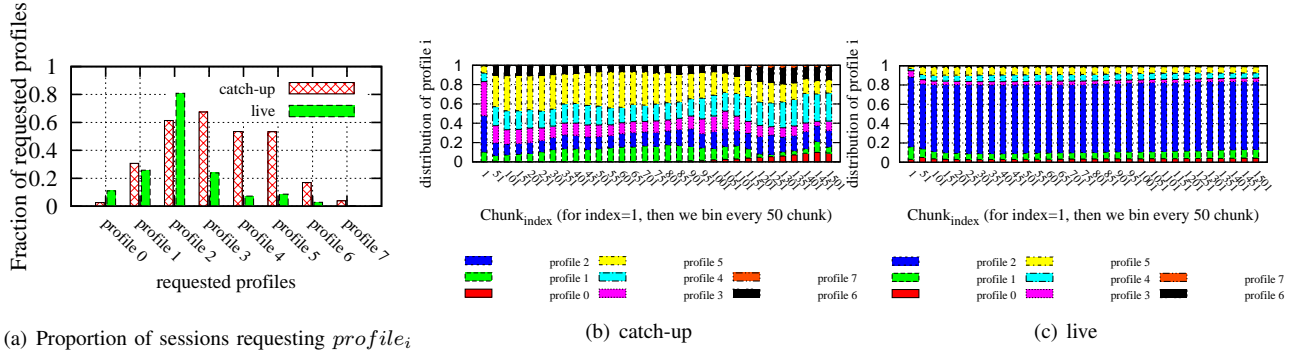 Fraction of requested profiles
1
0.8
0.6
0.4
0.2
0
catch-up
live
profile 0
profile 1
profile 2
profile 3
profile 4
profile 5
profile 6
profile 7
requested profiles
(a) Proportion of sessions requesting profile_i
distribution of profile i
1
0.8
0.6
0.4
0.2
0
Chunk_index (for index=1, then we bin every 50 chunk)
profile 2
profile 5
profile 1
profile 4
profile 7
profile 0
profile 3
profile 6
(b) catch-up
distribution of profile i
1
0.8
0.6
0.4
0.2
0
Chunk_index (for index=1, then we bin every 50 chunk)
profile 2
profile 5
profile 1
profile 4
profile 7
profile 0
profile 3
profile 6
(c) live